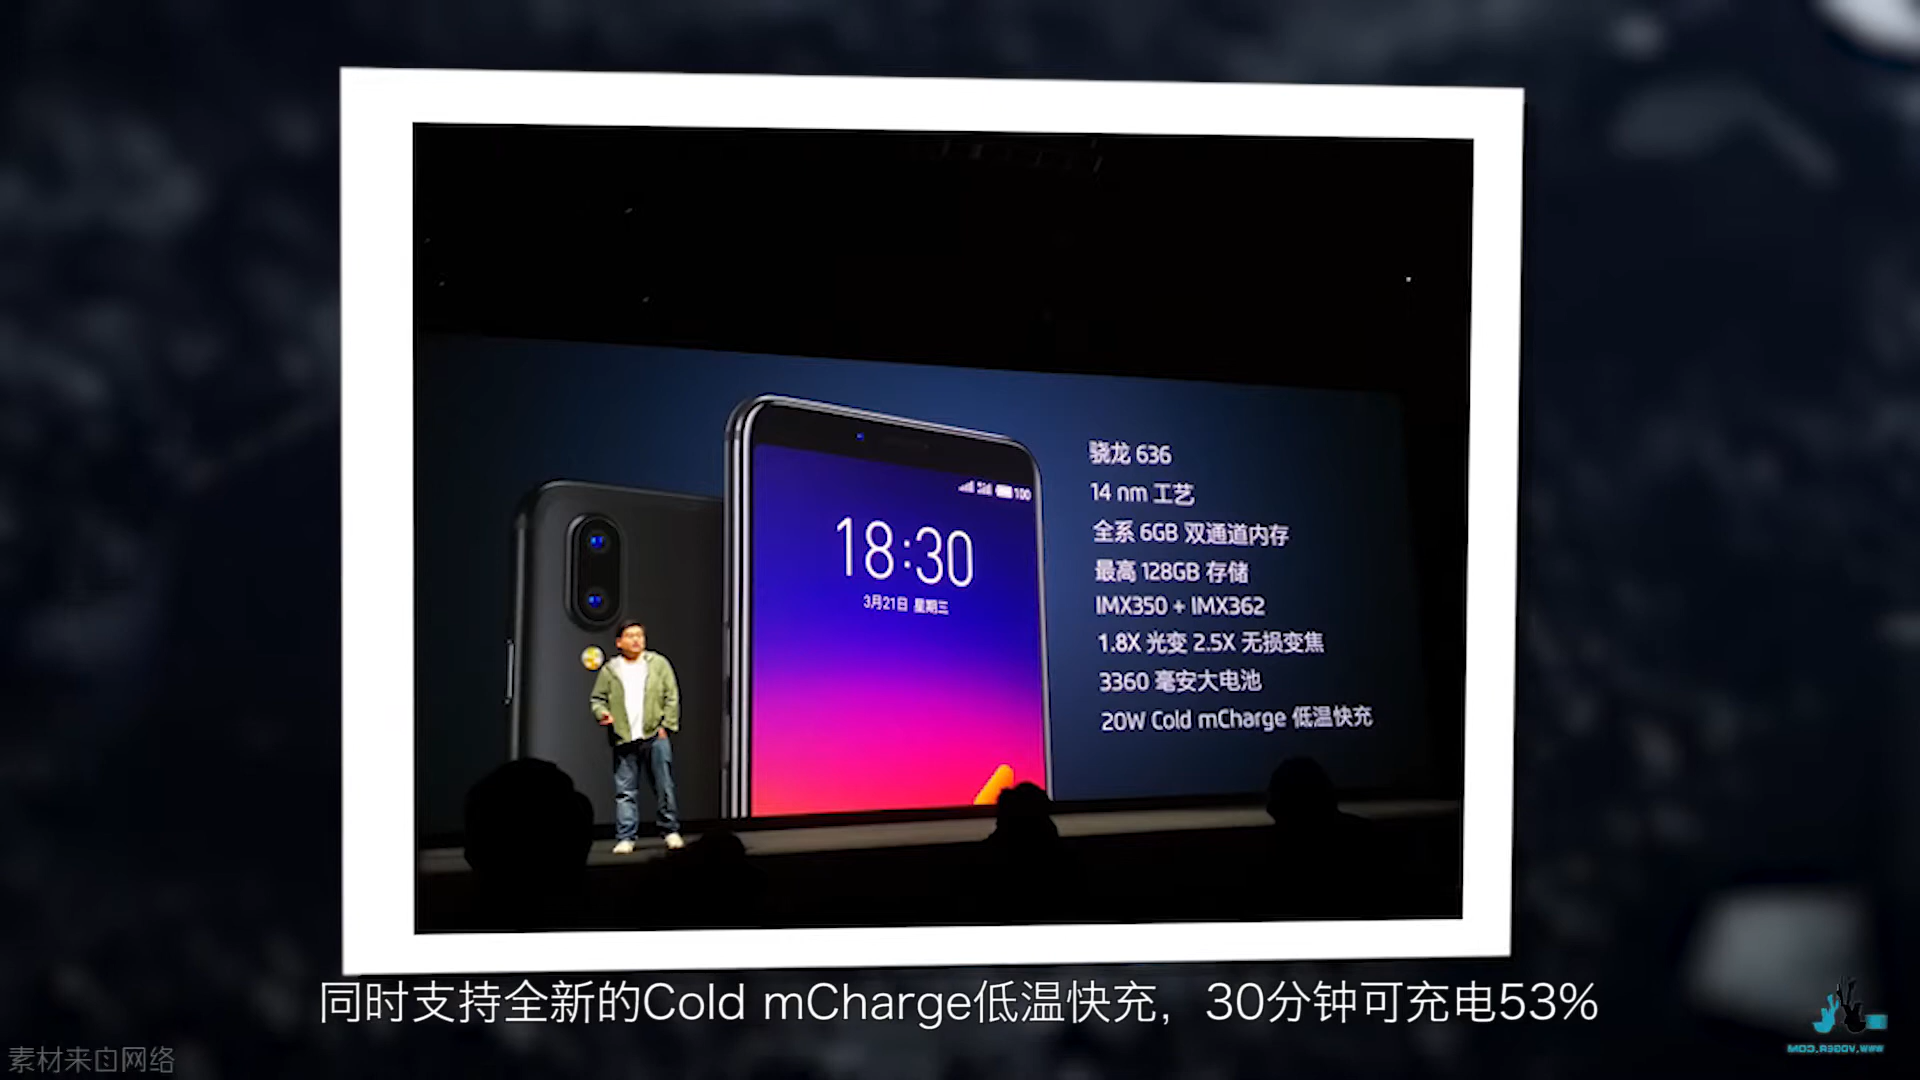 100
18:30
3月21日 星期三
骁龙 636
14 nm 工艺
全系 6GB 双通道内存
最高 128GB 存储
IMX350 + IMX362
1.8X 光变 2.5X 无损变焦
3360 毫安大电池
20W Cold mCharge 低温快充
同时支持全新的Cold mCharge低温快充，30分钟可充电53%
素材来自网络
WWW.VOGER.COM